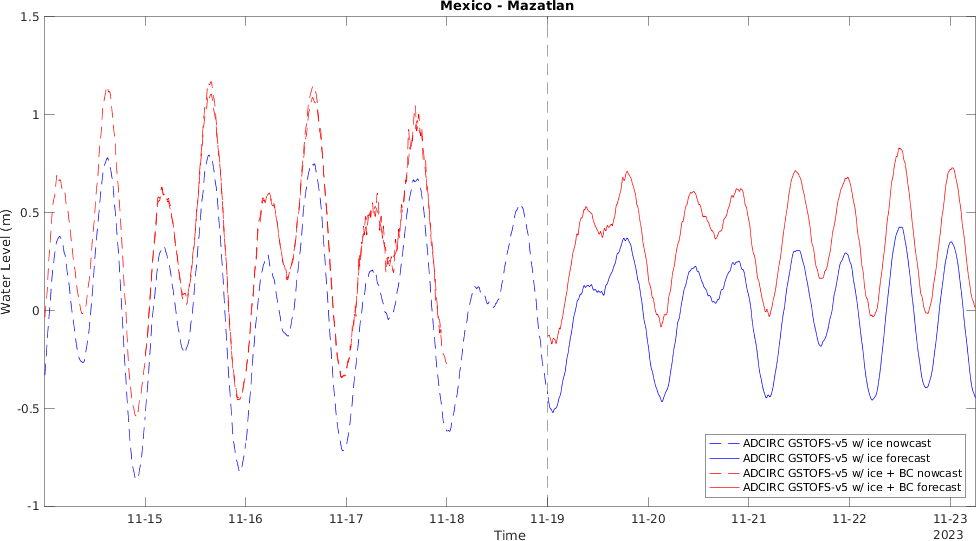 Mexico - Mazatlan
Water Level (m)
1.5
1
0.5
0
-0.5
-1
11-15
11-16
11-17
11-18
11-19
11-20
11-21
11-22
11-23
2023
Time
ADCIRC GSTOFS-v5 w/ ice nowcast
ADCIRC GSTOFS-v5 w/ ice forecast
ADCIRC GSTOFS-v5 w/ ice + BC nowcast
ADCIRC GSTOFS-v5 w/ ice + BC forecast